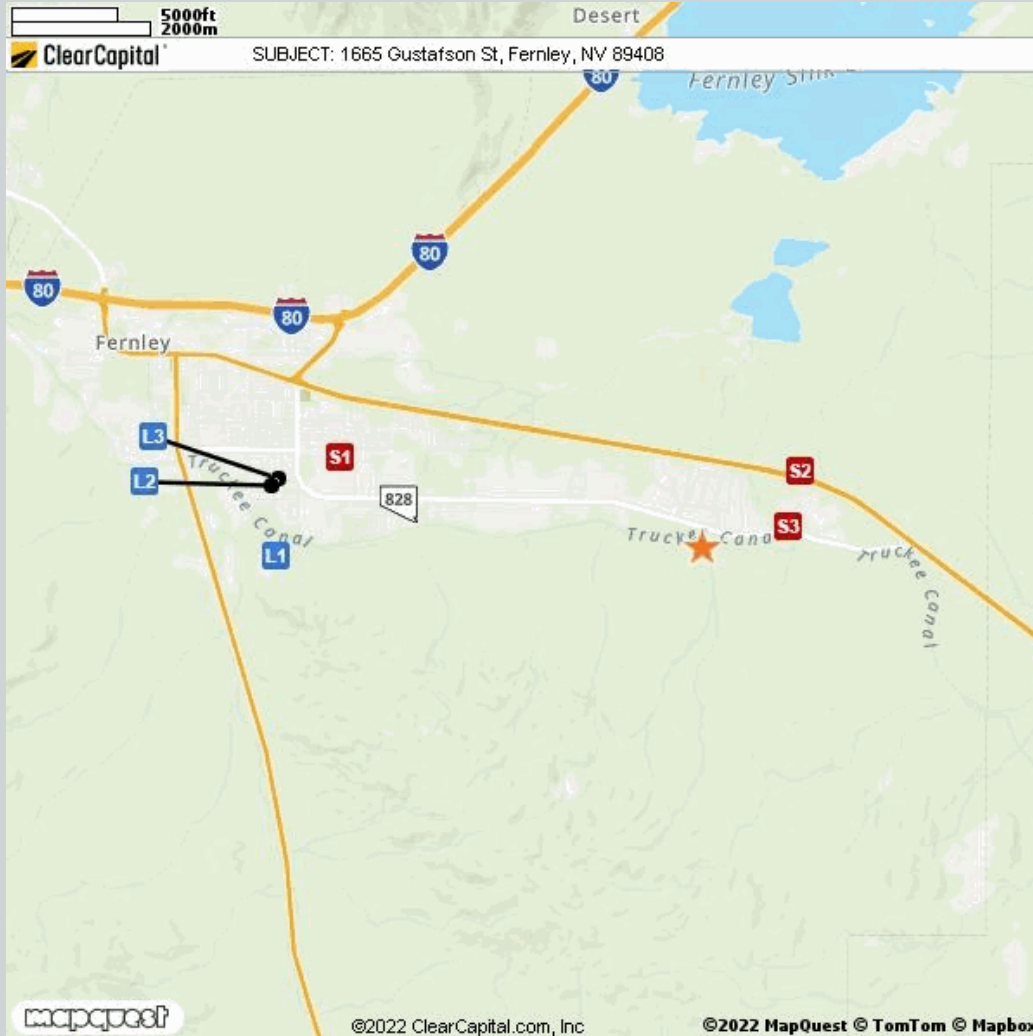 5000ft
2000m
Desert
ClearCapital
SUBJECT: 1665 Gustafson St, Fernley, NV 89408
80
Fernley Sink
80
80
80
Fernley
L3
S1
L2
S2
828
Truckee Canal
S3
L1
Truckee Cana
Truckee Canal
mapquest
©2022 ClearCapital.com, Inc
©2022 MapQuest © TomTom © Mapbox